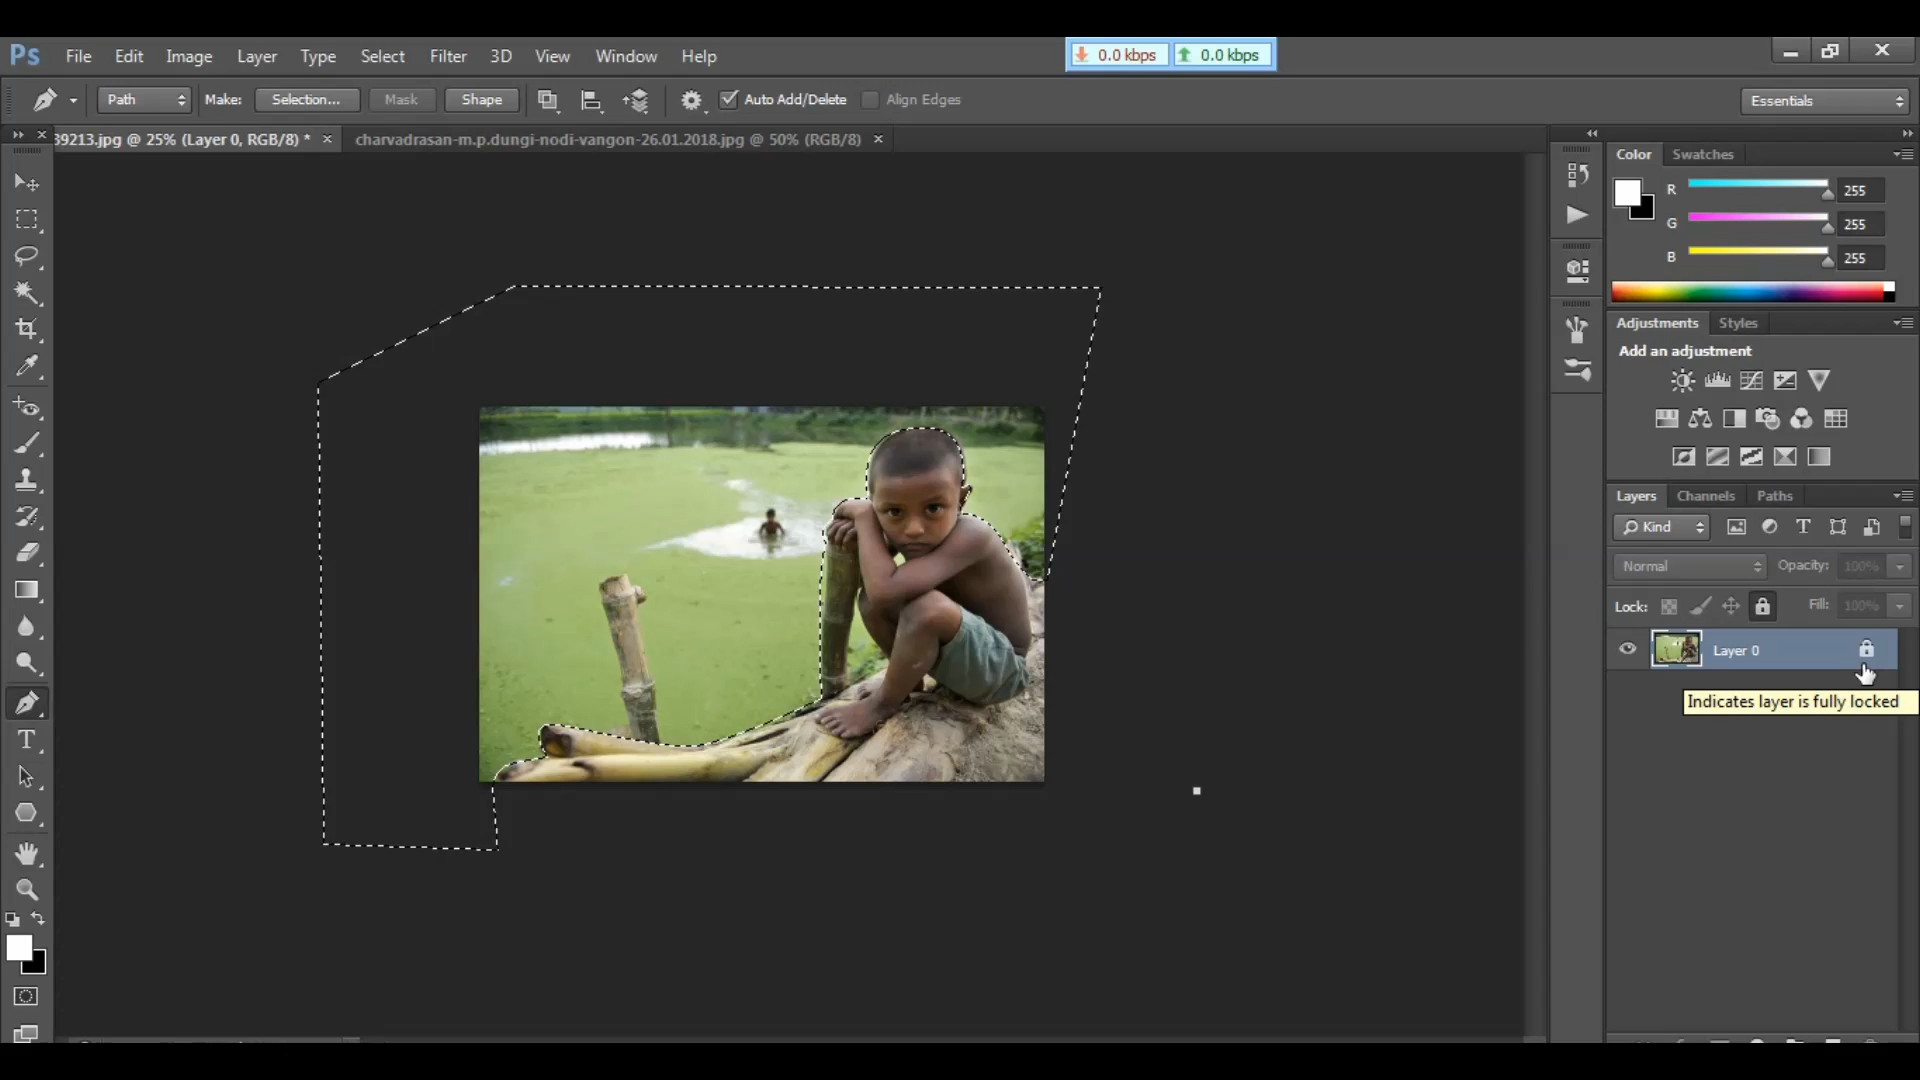 Ps File Edit Image Layer Type Select Filter 3D View Window Help
0.0 kbps 0.0 kbps
Path Make: Selection... Mask Shape Auto Add/Delete Align Edges Essentials
39213.jpg @ 25% (Layer 0, RGB/8) * × charvadrasan-m.p.dungi-nodi-vangon-26.01.2018.jpg @ 50% (RGB/8) ×
Color Swatches
R 255
G 255
B 255
Adjustments Styles
Add an adjustment
Layers Channels Paths
Kind
Normal Opacity: 100%
Lock: Fill: 100%
Layer 0
Indicates layer is fully locked